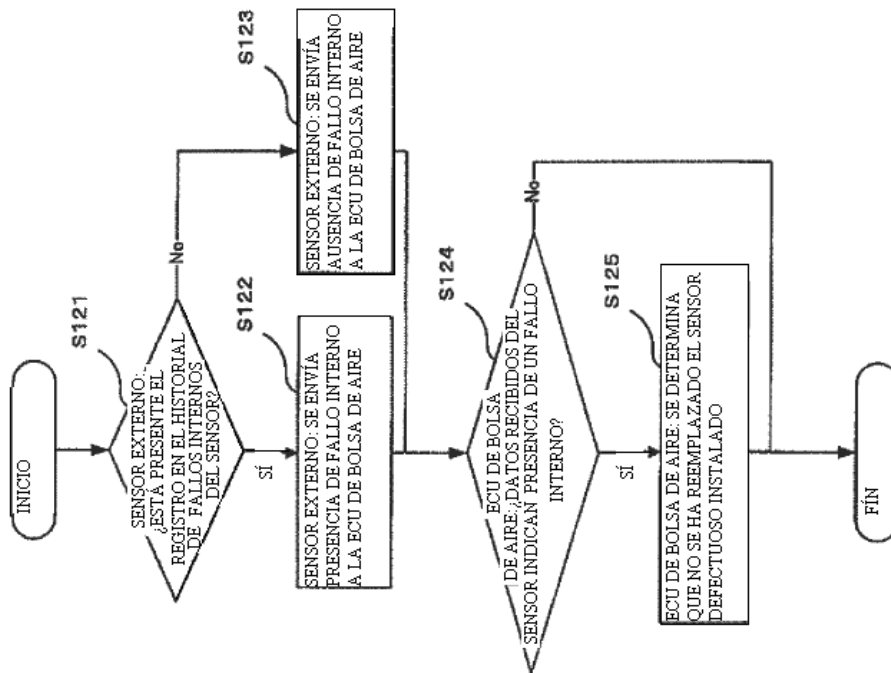 INICIO
S121
SENSOR EXTERNO:
¿ESTÁ PRESENTE EL
REGISTRO EN EL HISTORIAL
DE FALLOS INTERNOS
DEL SENSOR?
No
SÍ
S122
SENSOR EXTERNO: SE ENVÍA
PRESENCIA DE FALLO INTERNO
A LA ECU DE BOLSA DE AIRE
S123
SENSOR EXTERNO: SE ENVÍA
AUSENCIA DE FALLO INTERNO
A LA ECU DE BOLSA DE AIRE
S124
ECU DE BOLSA
DE AIRE:¿DATOS RECIBIDOS DEL
SENSOR INDICAN PRESENCIA DE UN FALLO
INTERNO?
No
SÍ
S125
ECU DE BOLSA DE AIRE: SE DETERMINA
QUE NO SE HA REEMPLAZADO EL SENSOR
DEFECTUOSO INSTALADO
FÍN